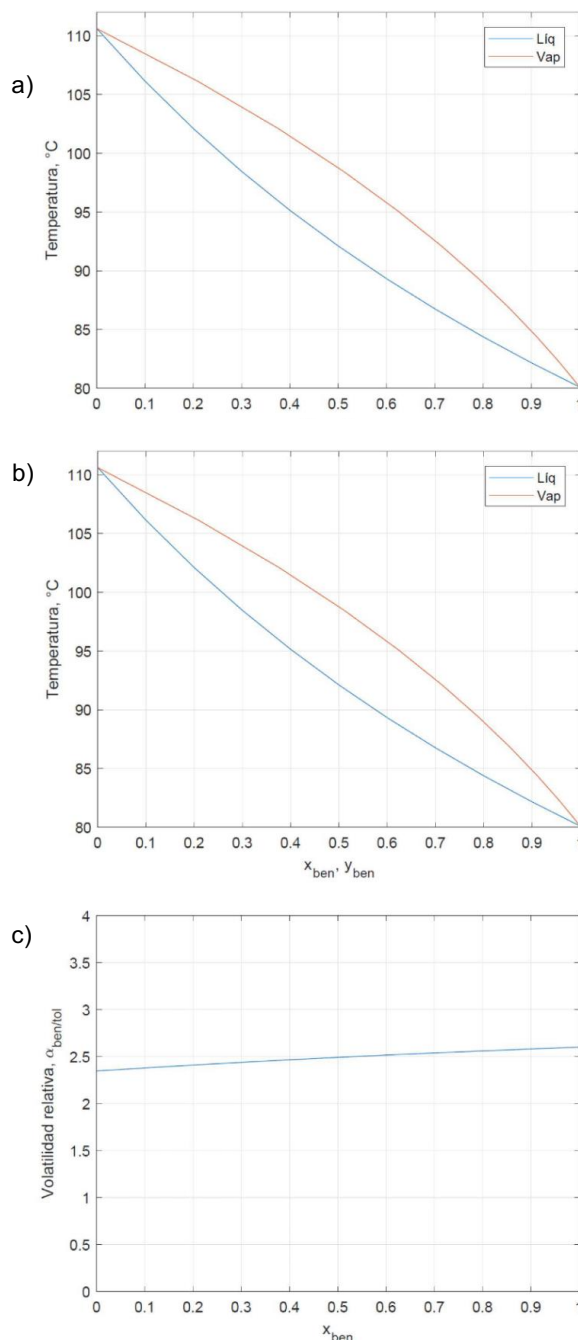 a)
Temperatura, °C
110
105
100
95
90
85
80
Líq
Vap
0 0.1 0.2 0.3 0.4 0.5 0.6 0.7 0.8 0.9 1
b)
Temperatura, °C
110
105
100
95
90
85
80
Líq
Vap
0 0.1 0.2 0.3 0.4 0.5 0.6 0.7 0.8 0.9 1
x_ben, y_ben
c)
Volatilidad relativa, α_ben/tol
4
3.5
3
2.5
2
1.5
1
0.5
0
0 0.1 0.2 0.3 0.4 0.5 0.6 0.7 0.8 0.9 1
x_ben